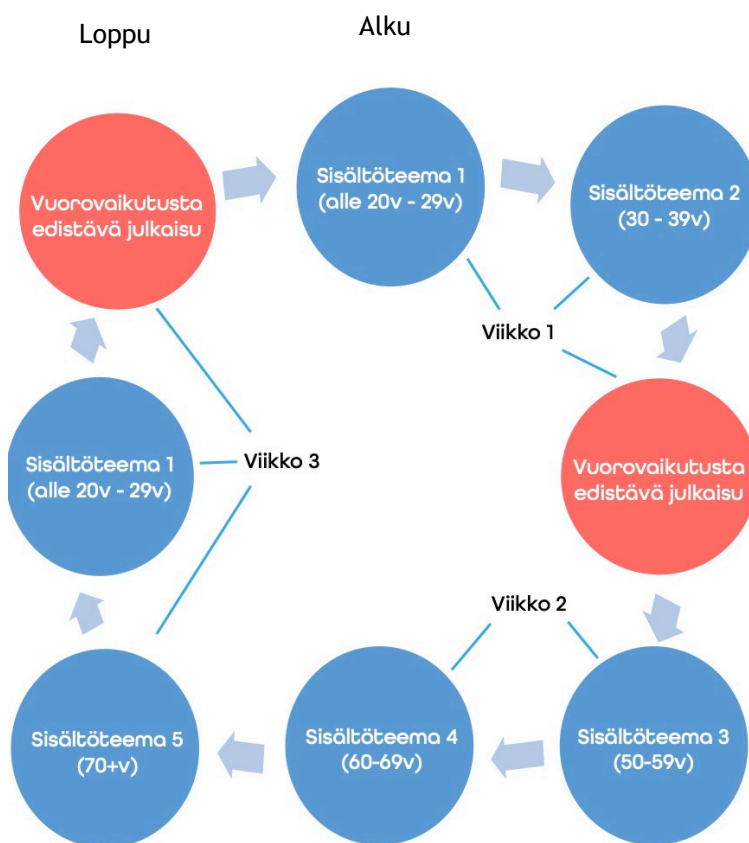 Loppu
Alku
Vuorovaikutusta
edistävä julkaisu
Sisältöteema 1
(alle 20v - 29v)
Sisältöteema 2
(30 - 39v)
Viikko 1
Vuorovaikutusta
edistävä julkaisu
Viikko 3
Sisältöteema 1
(alle 20v - 29v)
Viikko 2
Sisältöteema 5
(70+v)
Sisältöteema 4
(60-69v)
Sisältöteema 3
(50-59v)